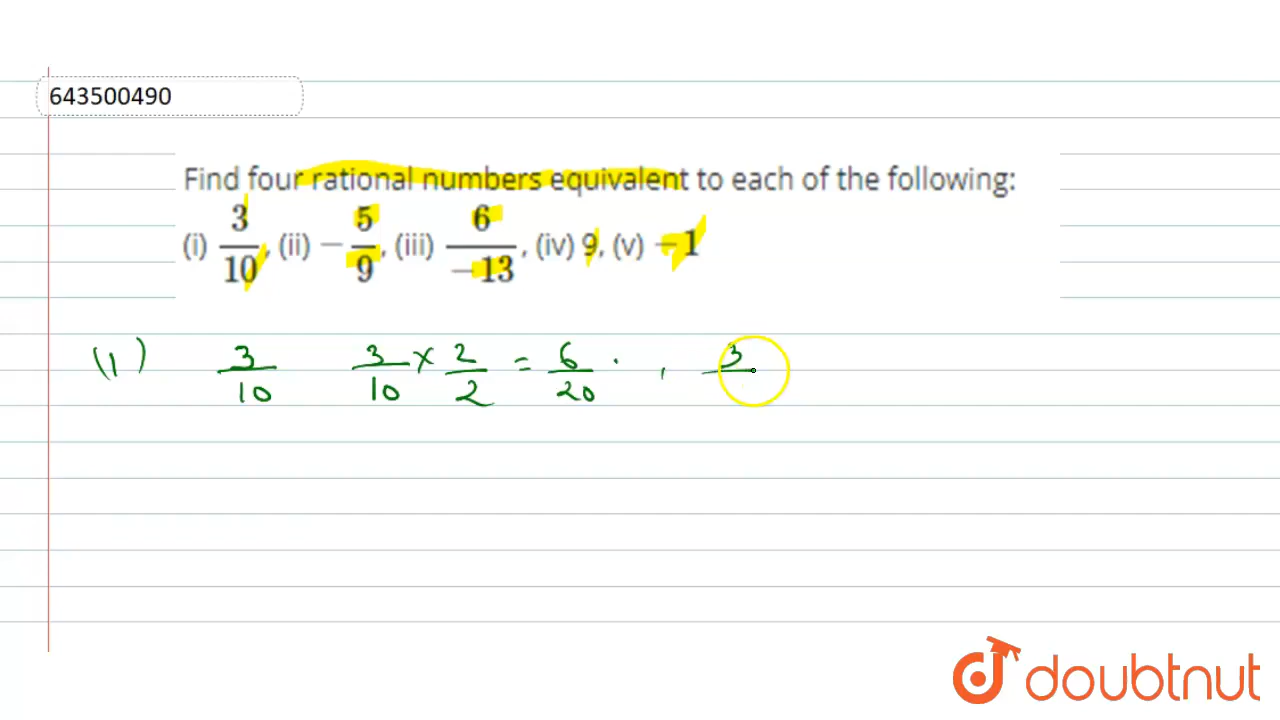 643500490
Find four rational numbers equivalent to each of the following:
(i) 3/10, (ii) −5/9, (iii) 6/−13, (iv) 9, (v) −1
(1) 3/10 3/10 × 2/2 = 6/20 . , 3/
doubtnut